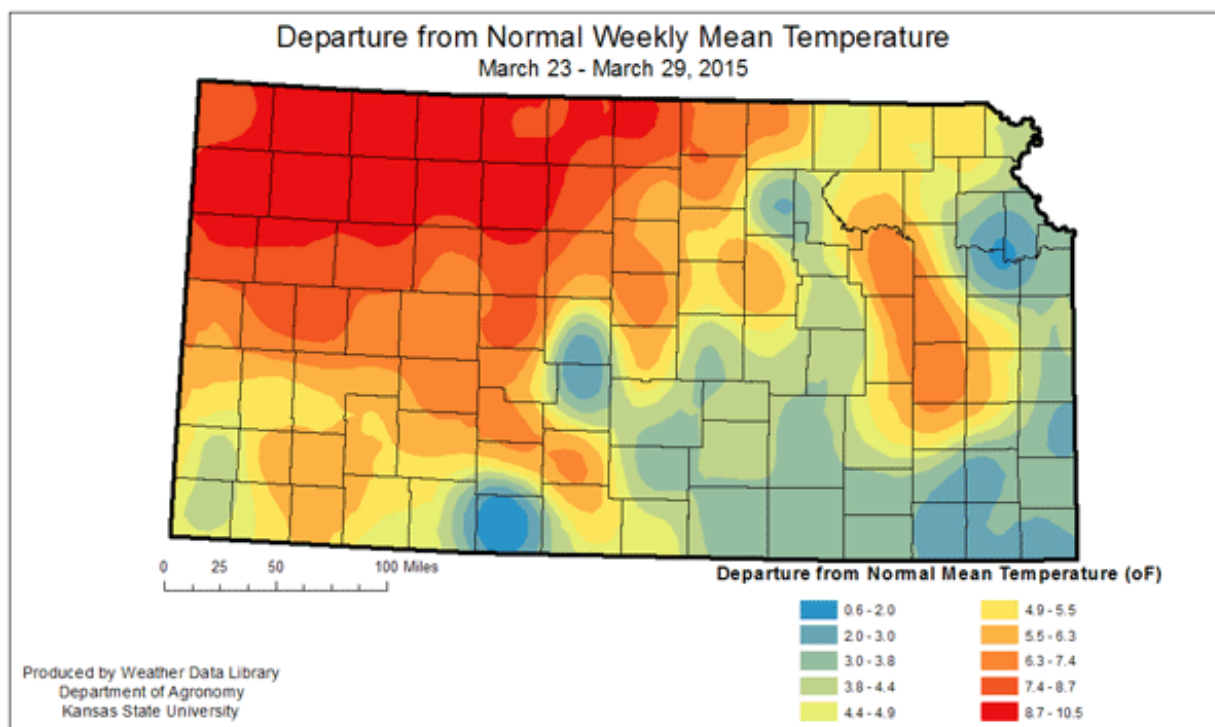 Departure from Normal Weekly Mean Temperature
March 23 - March 29, 2015
0 25 50 100 Miles
Departure from Normal Mean Temperature (oF)
0.6 - 2.0
2.0 - 3.0
3.0 - 3.8
3.8 - 4.4
4.4 - 4.9
4.9 - 5.5
5.5 - 6.3
6.3 - 7.4
7.4 - 8.7
8.7 - 10.5
Produced by Weather Data Library
Department of Agronomy
Kansas State University